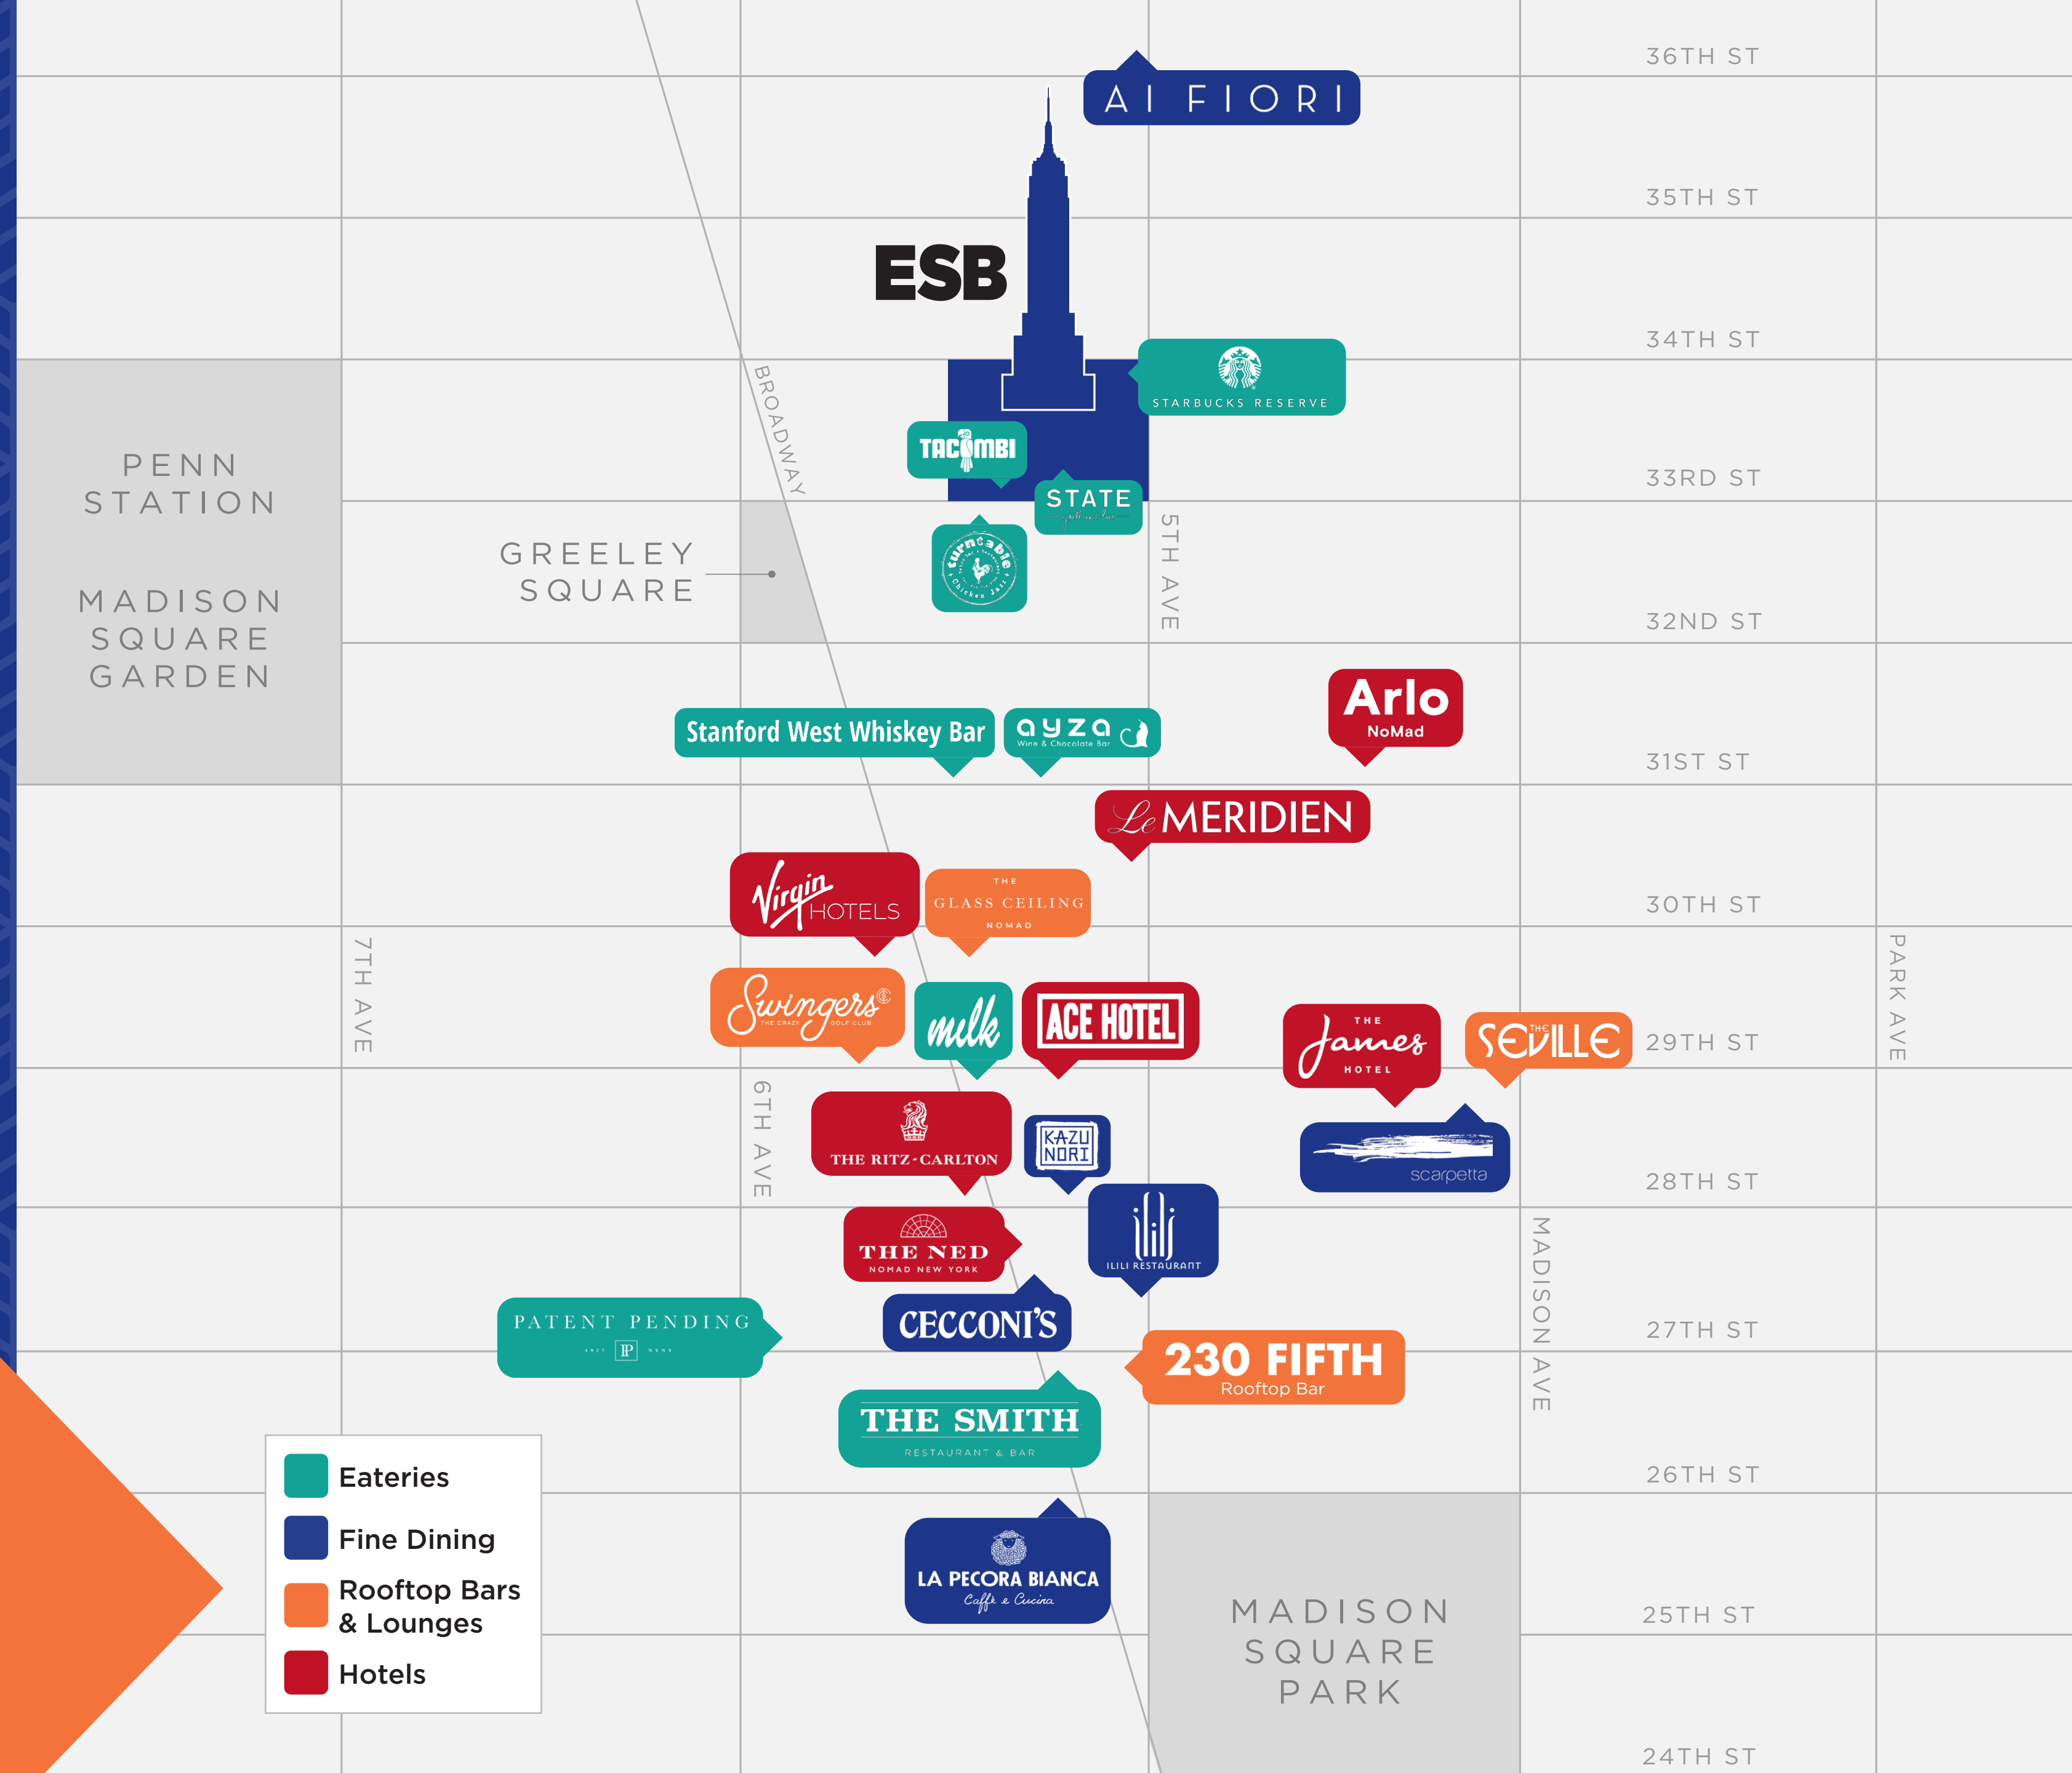 36TH ST
AI FIORI
35TH ST
ESB
34TH ST
STARBUCKS RESERVE
BROADWAY
TACOMBI
PENN
STATION
33RD ST
STATE
5TH AVE
GREELEY
SQUARE
turntable
Chicken Jazz
MADISON
SQUARE
GARDEN
32ND ST
Arlo
NoMad
Stanford West Whiskey Bar
ayza
Wine & Chocolate Bar
31ST ST
Le MERIDIEN
Virgin
HOTELS
THE
GLASS CEILING
NOMAD
30TH ST
7TH AVE
PARK AVE
Swingers
THE CRAZY GOLF CLUB
milk
ACE HOTEL
THE
James
HOTEL
THE
SEVILLE
29TH ST
6TH AVE
THE RITZ-CARLTON
KAZU
NORI
scarpetta
28TH ST
THE NED
NOMAD NEW YORK
ilili
ILILI RESTAURANT
MADISON AVE
PATENT PENDING
PP
CECCONI'S
27TH ST
230 FIFTH
Rooftop Bar
THE SMITH
RESTAURANT & BAR
26TH ST
Eateries
Fine Dining
Rooftop Bars
& Lounges
Hotels
LA PECORA BIANCA
Caffè e Cucina
MADISON
SQUARE
PARK
25TH ST
24TH ST